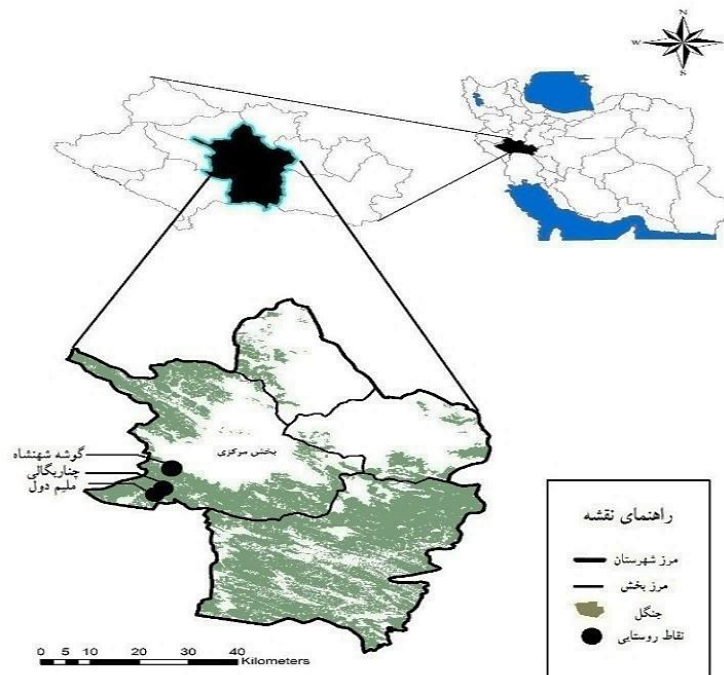 N
W
E
S
بخش مرکزی
گوشه شهنشاه
چناریگالی
ملیم دول
راهنمای نقشه
مرز شهرستان
مرز بخش
جنگل
نقاط روستایی
0 5 10 20 30 40
Kilometers